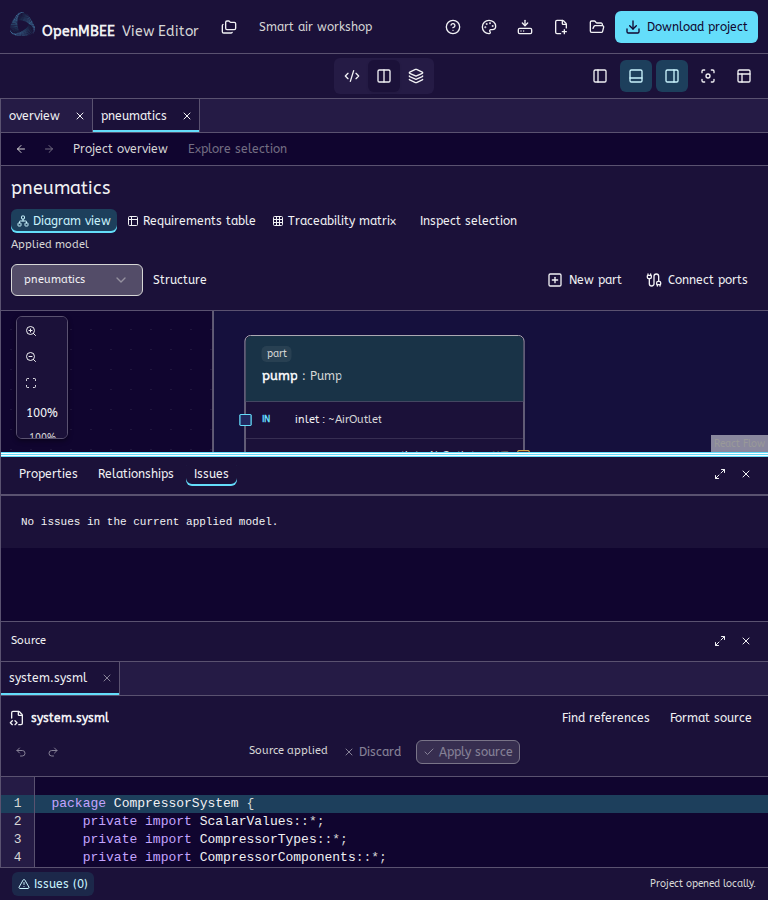 OpenMBEE View Editor
Smart air workshop
Download project
overview
pneumatics
Project overview
Explore selection
pneumatics
Diagram view
Requirements table
Traceability matrix
Inspect selection
Applied model
pneumatics
Structure
New part
Connect ports
100%
100%
part
pump : Pump
IN
inlet : ~AirOutlet
React Flow
Properties
Relationships
Issues
No issues in the current applied model.
Source
system.sysml
system.sysml
Find references
Format source
Source applied
Discard
Apply source
1 package CompressorSystem {
2 private import ScalarValues::*;
3 private import CompressorTypes::*;
4 private import CompressorComponents::*;
Issues (0)
Project opened locally.